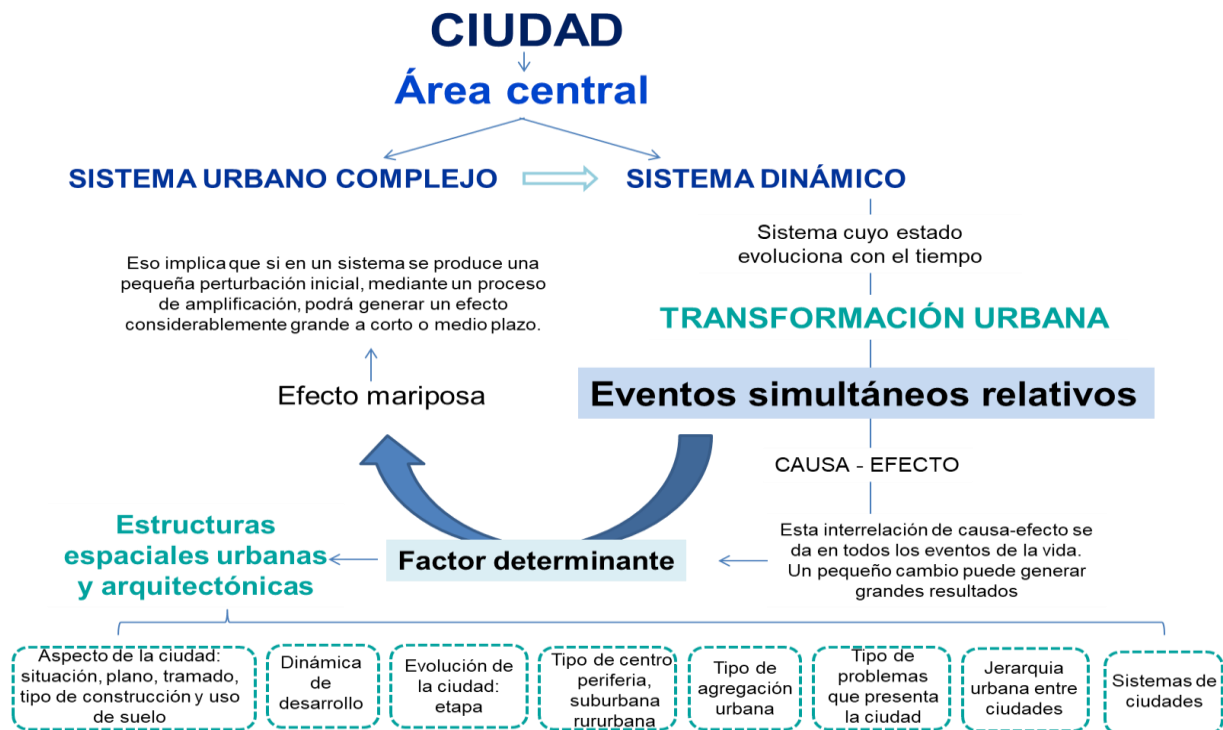 CIUDAD
Área central
SISTEMA URBANO COMPLEJO
SISTEMA DINÁMICO
Sistema cuyo estado
evoluciona con el tiempo
Eso implica que si en un sistema se produce una
pequeña perturbación inicial, mediante un proceso
de amplificación, podrá generar un efecto
considerablemente grande a corto o medio plazo.
TRANSFORMACIÓN URBANA
Efecto mariposa
Eventos simultáneos relativos
CAUSA - EFECTO
Esta interrelación de causa-efecto se
da en todos los eventos de la vida.
Un pequeño cambio puede generar
grandes resultados
Factor determinante
Estructuras
espaciales urbanas
y arquitectónicas
Aspecto de la ciudad:
situación, plano, tramado,
tipo de construcción y uso
de suelo
Dinámica
de
desarrollo
Evolución de
la ciudad:
etapa
Tipo de centro
periferia,
suburbana
rururbana
Tipo de
agregación
urbana
Tipo de
problemas
que presenta
la ciudad
Jerarquia
urbana entre
ciudades
Sistemas de
ciudades